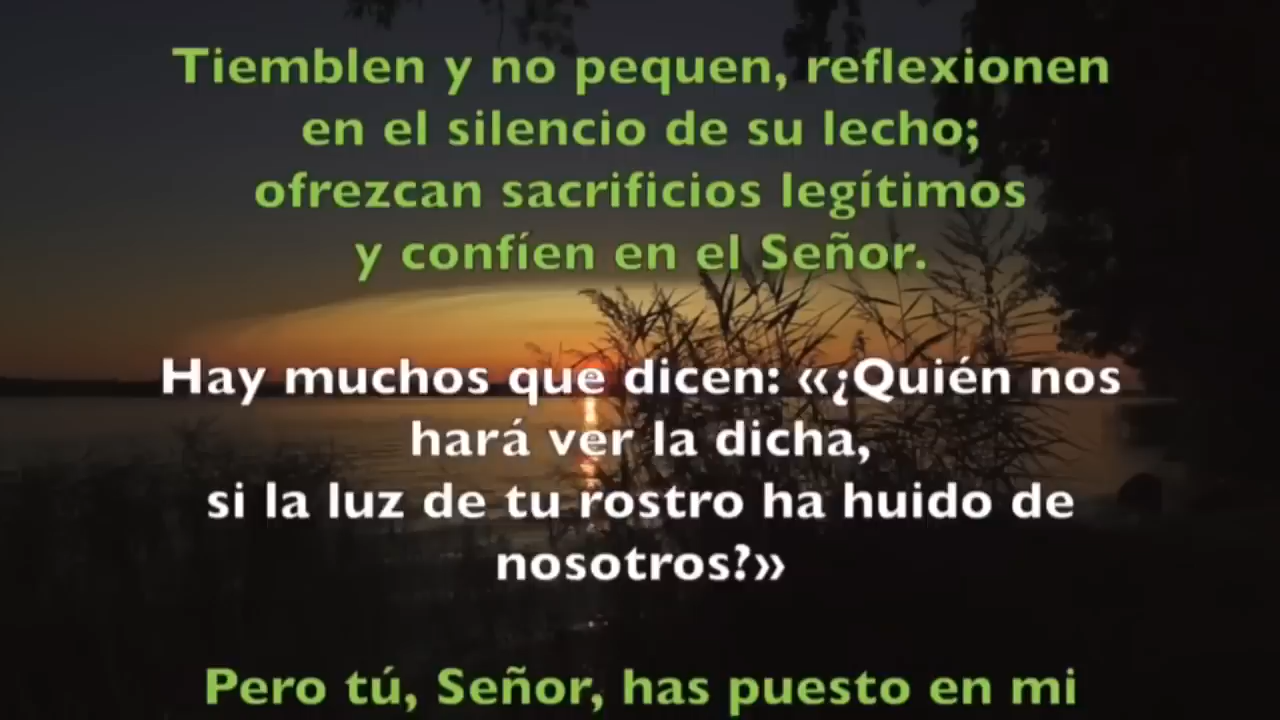 Tiemblen y no pequen, reflexionen
en el silencio de su lecho;
ofrezcan sacrificios legítimos
y confíen en el Señor.
Hay muchos que dicen: «¿Quién nos
hará ver la dicha,
si la luz de tu rostro ha huido de
nosotros?»
Pero tú, Señor, has puesto en mi